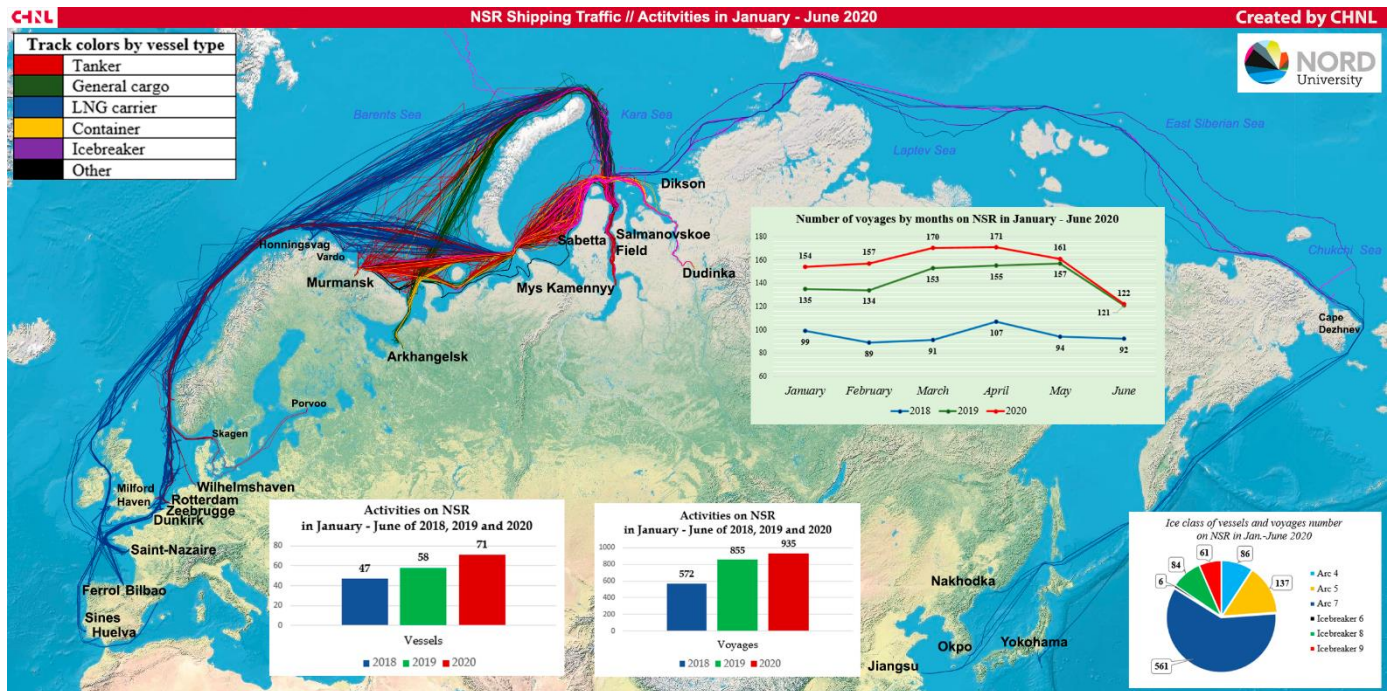 CHNL
NSR Shipping Traffic // Actitvities in January - June 2020
Created by CHNL
Track colors by vessel type
Tanker
General cargo
LNG carrier
Container
Icebreaker
Other
NORD
University
Barents Sea
Kara Sea
Laptev Sea
East Siberian Sea
Chukchi Sea
Dikson
Honningsvag
Vardo
Murmansk
Sabetta
Salmanovskoe
Field
Dudinka
Mys Kamennyy
Arkhangelsk
Cape
Dezhnev
Porvoo
Skagen
Wilhelmshaven
Milford
Haven
Rotterdam
Zeebrugge
Dunkirk
Saint-Nazaire
Ferrol Bilbao
Sines
Huelva
Nakhodka
Okpo
Yokohama
Jiangsu
Number of voyages by months on NSR in January - June 2020
180
160
140
120
100
80
60
154 157 170 171 161 122
135 134 153 155 157 121
99 89 91 107 94 92
January February March April May June
2018 2019 2020
Activities on NSR
in January - June of 2018, 2019 and 2020
80
60
40
20
0
47 58 71
Vessels
2018 2019 2020
Activities on NSR
in January - June of 2018, 2019 and 2020
1000
800
600
400
200
0
572 855 935
Voyages
2018 2019 2020
Ice class of vessels and voyages number
on NSR in Jan.-June 2020
61
86
84
6
137
561
Arc 4
Arc 5
Arc 7
Icebreaker 6
Icebreaker 8
Icebreaker 9